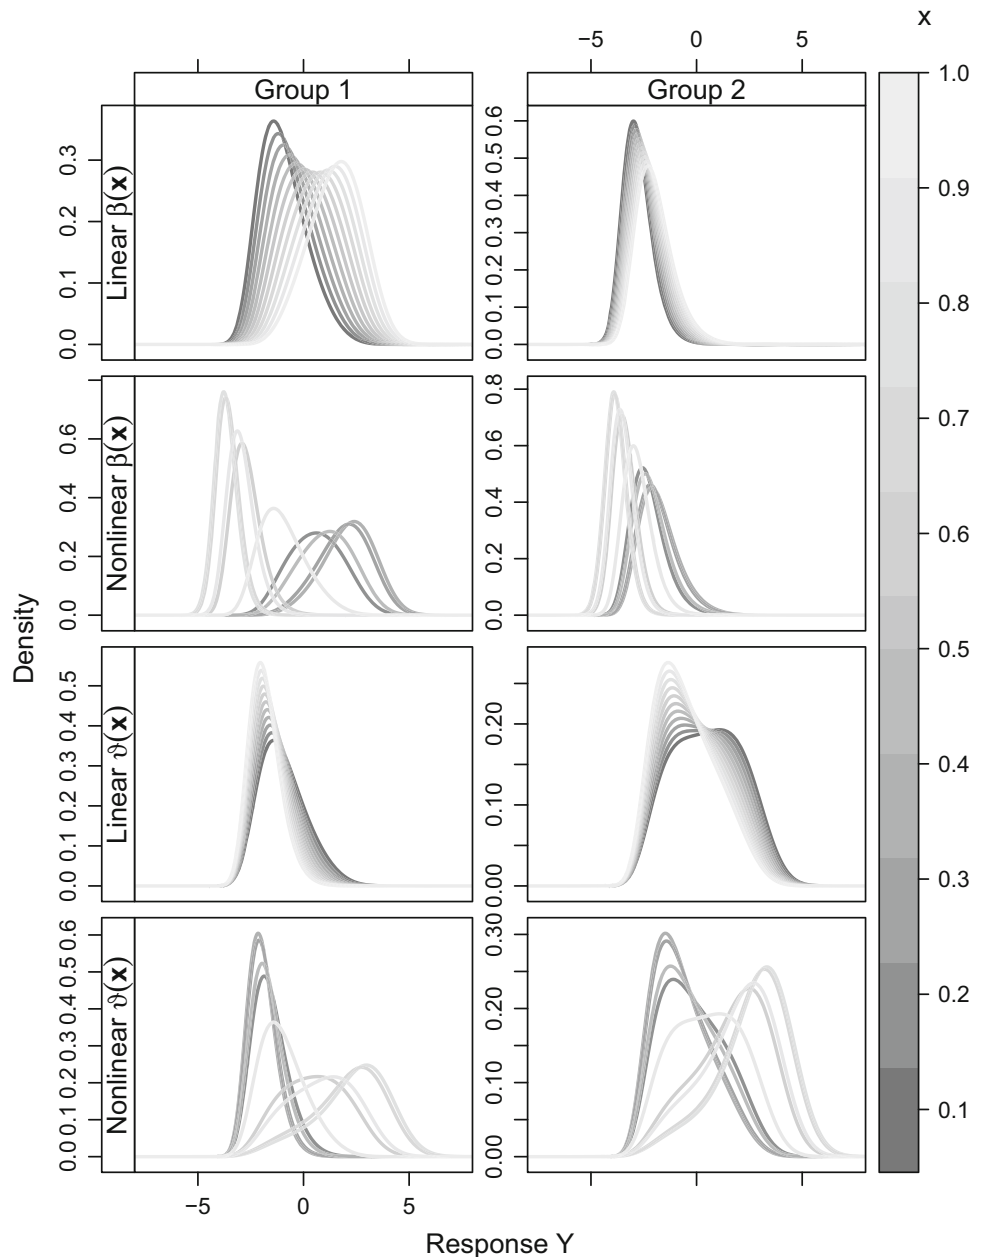 x
−5 0 5
Group 1 Group 2
1.0
0.9
0.8
0.7
0.6
0.5
0.4
0.3
0.2
0.1
Density
Linear β(x)
0.0 0.1 0.2 0.3
0.0 0.1 0.2 0.3 0.4 0.5 0.6
Nonlinear β(x)
0.0 0.2 0.4 0.6
0.0 0.2 0.4 0.6 0.8
Linear ϑ(x)
0.0 0.1 0.2 0.3 0.4 0.5
0.00 0.10 0.20
Nonlinear ϑ(x)
0.0 0.1 0.2 0.3 0.4 0.5 0.6
0.00 0.10 0.20 0.30
−5 0 5
Response Y